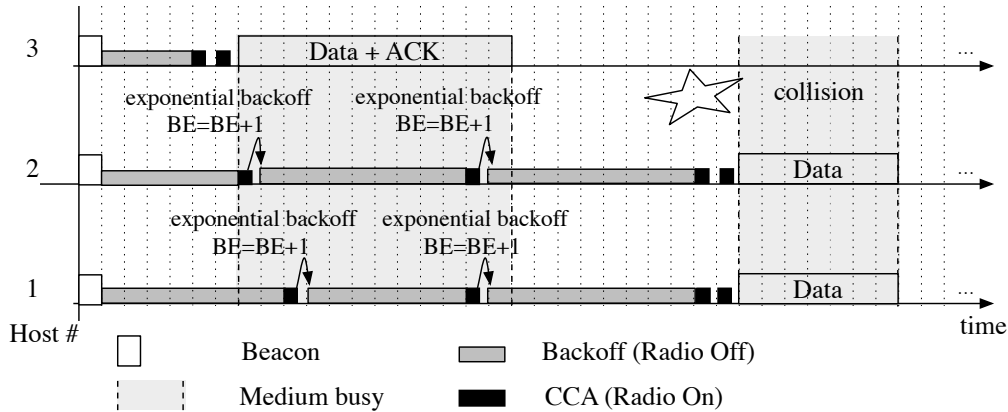 3
Data + ACK
...
exponential backoff
BE=BE+1
exponential backoff
BE=BE+1
collision
2
Data
...
exponential backoff
BE=BE+1
exponential backoff
BE=BE+1
1
Data
...
Host #
time
Beacon
Backoff (Radio Off)
Medium busy
CCA (Radio On)